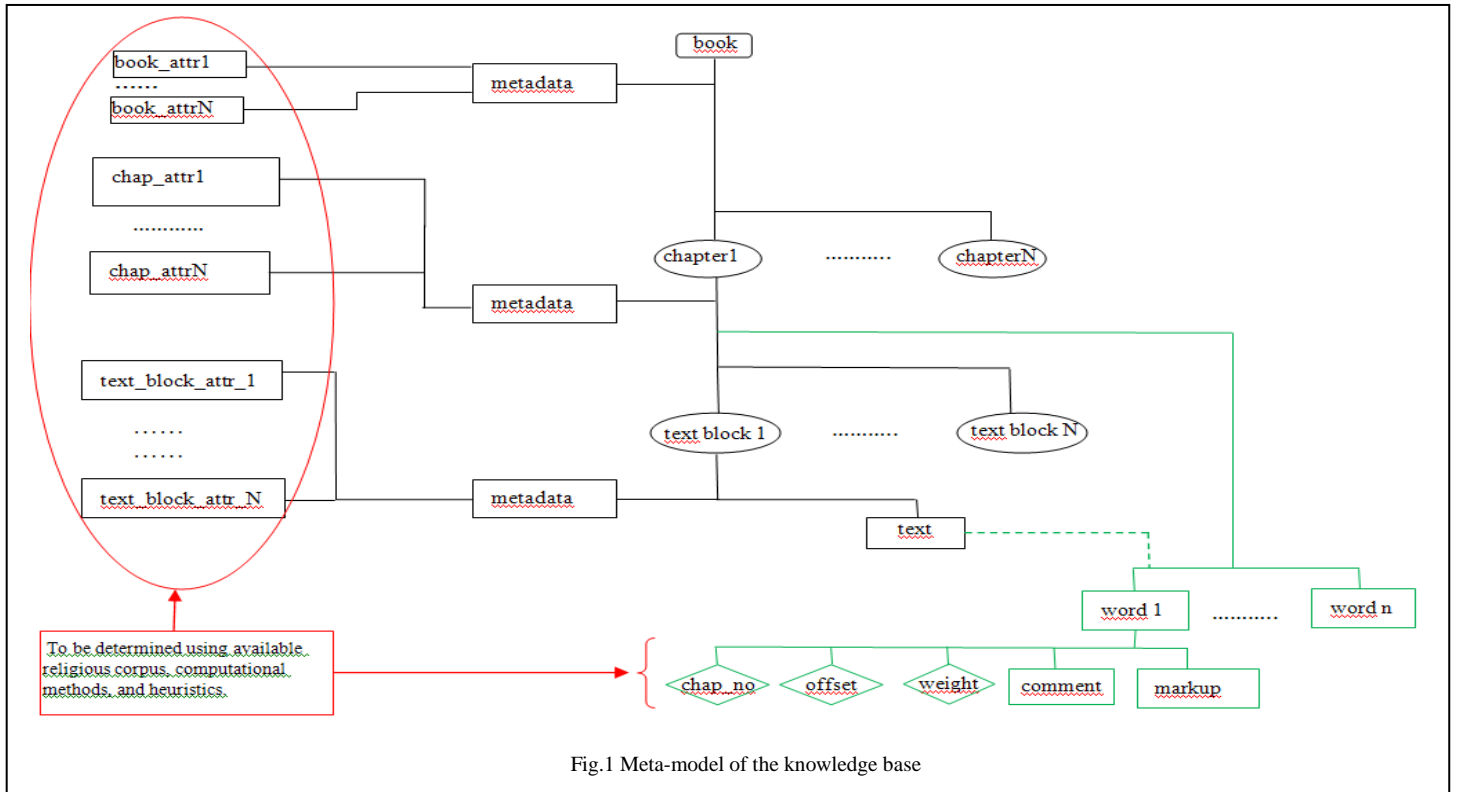 book
book_attr1
......
book_attrN
metadata
chap_attr1
............
chap_attrN
chapter1
...........
chapterN
metadata
text_block_attr_1
......
......
text_block_attr_N
text block 1
...........
text block N
metadata
text
word 1
...........
word n
To be determined using available
religious corpus, computational
methods, and heuristics.
chap_no
offset
weight
comment
markup
Fig.1 Meta-model of the knowledge base